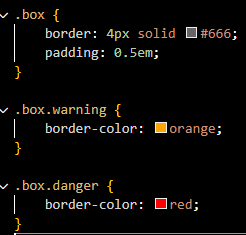 .box {
    border: 4px solid #666;
    padding: 0.5em;
}

.box.warning {
    border-color: orange;
}

.box.danger {
    border-color: red;
}